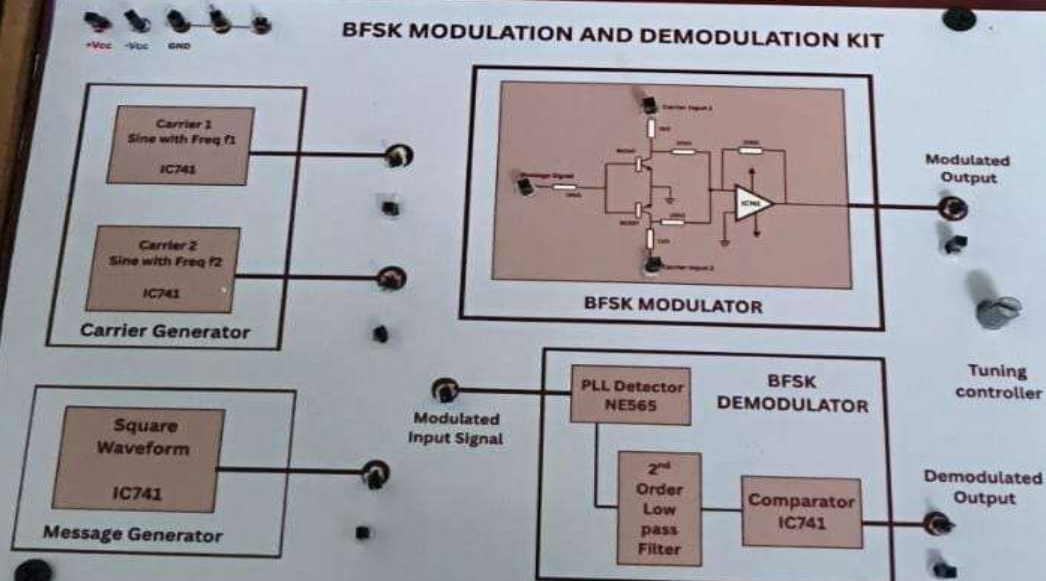 BFSK MODULATION AND DEMODULATION KIT
+Vcc -Vcc GND
Carrier 1
Sine with Freq f1
IC741
Carrier 2
Sine with Freq f2
IC741
Carrier Generator
Carrier Input 1
Message Signal
Carrier Input 2
BFSK MODULATOR
Modulated
Output
Tuning
controller
Square
Waveform
IC741
Message Generator
Modulated
Input Signal
PLL Detector
NE565
BFSK
DEMODULATOR
2nd
Order
Low
pass
Filter
Comparator
IC741
Demodulated
Output